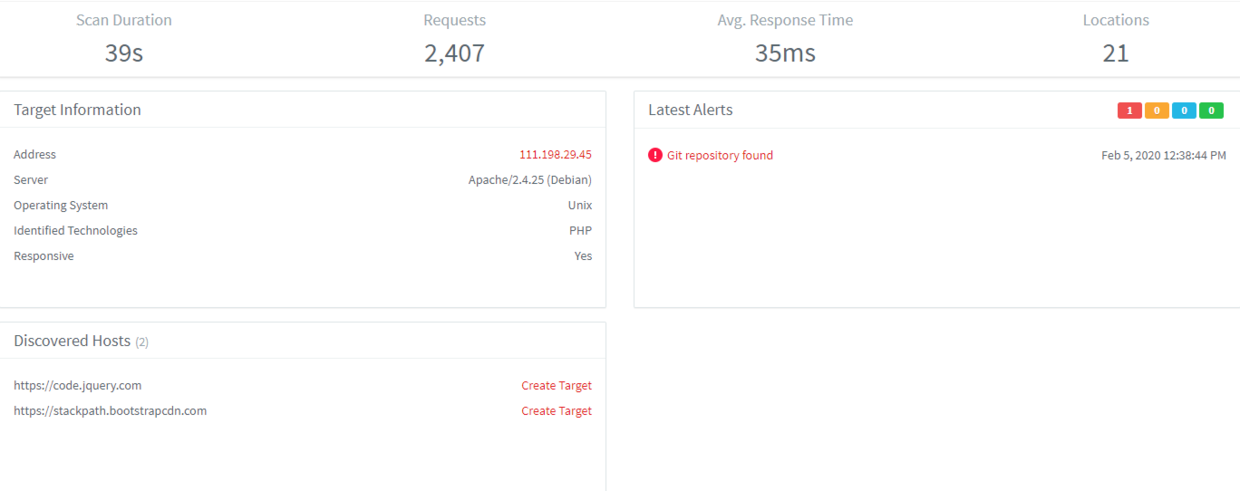 Scan Duration Requests Avg. Response Time Locations
39s 2,407 35ms 21
Target Information
Address 111.198.29.45
Server Apache/2.4.25 (Debian)
Operating System Unix
Identified Technologies PHP
Responsive Yes
Latest Alerts 1 0 0 0
Git repository found Feb 5, 2020 12:38:44 PM
Discovered Hosts (2)
https://code.jquery.com Create Target
https://stackpath.bootstrapcdn.com Create Target